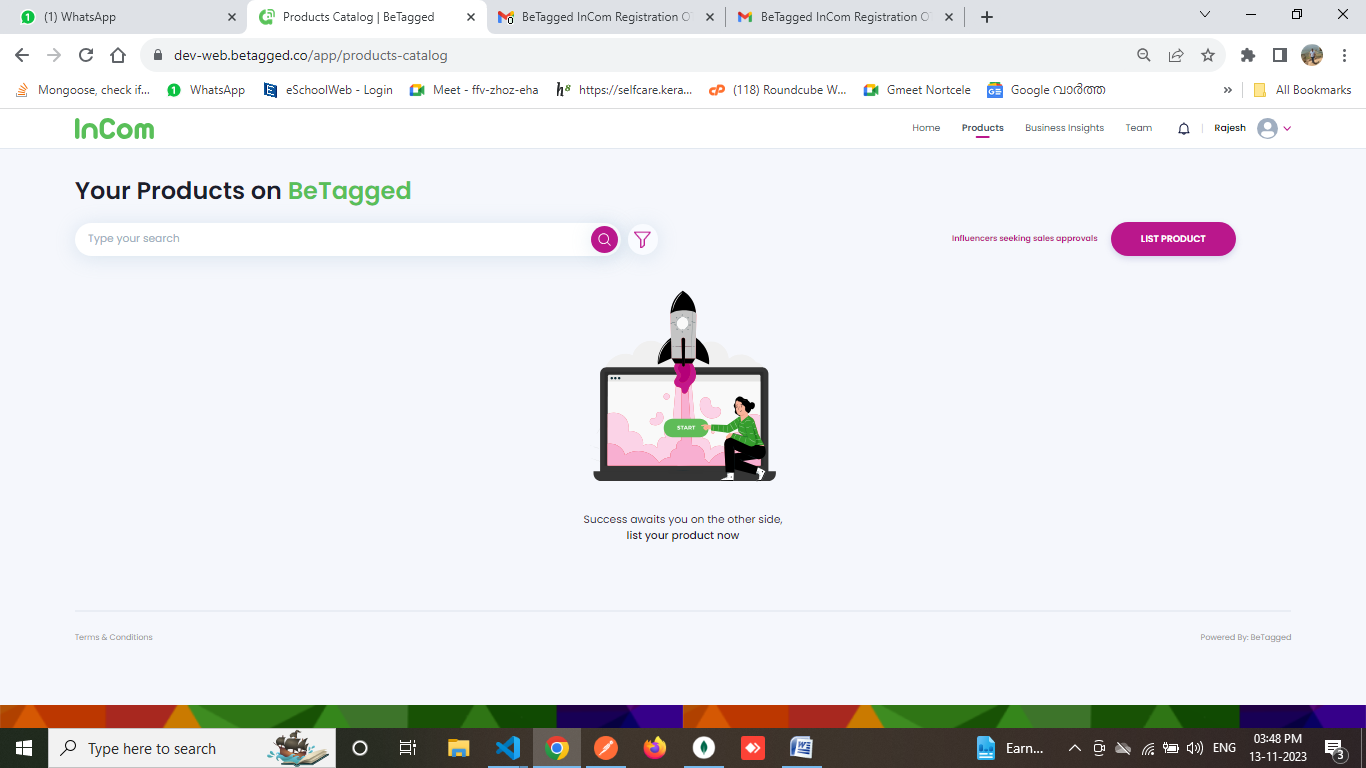 (1) WhatsApp
Products Catalog | BeTagged
BeTagged InCom Registration O
BeTagged InCom Registration O
dev-web.betagged.co/app/products-catalog
Mongoose, check if...
WhatsApp
eSchoolWeb - Login
Meet - ffv-zhoz-eha
https://selfcare.kera...
(118) Roundcube W...
Gmeet Nortcele
Google വാർത്ത
»
All Bookmarks
InCom
Home
Products
Business Insights
Team
Rajesh
Your Products on BeTagged
Type your search
Influencers seeking sales approvals
LIST PRODUCT
START
Success awaits you on the other side,
list your product now
Terms & Conditions
Powered By: BeTagged
Type here to search
Earn...
ENG
03:48 PM
13-11-2023
3